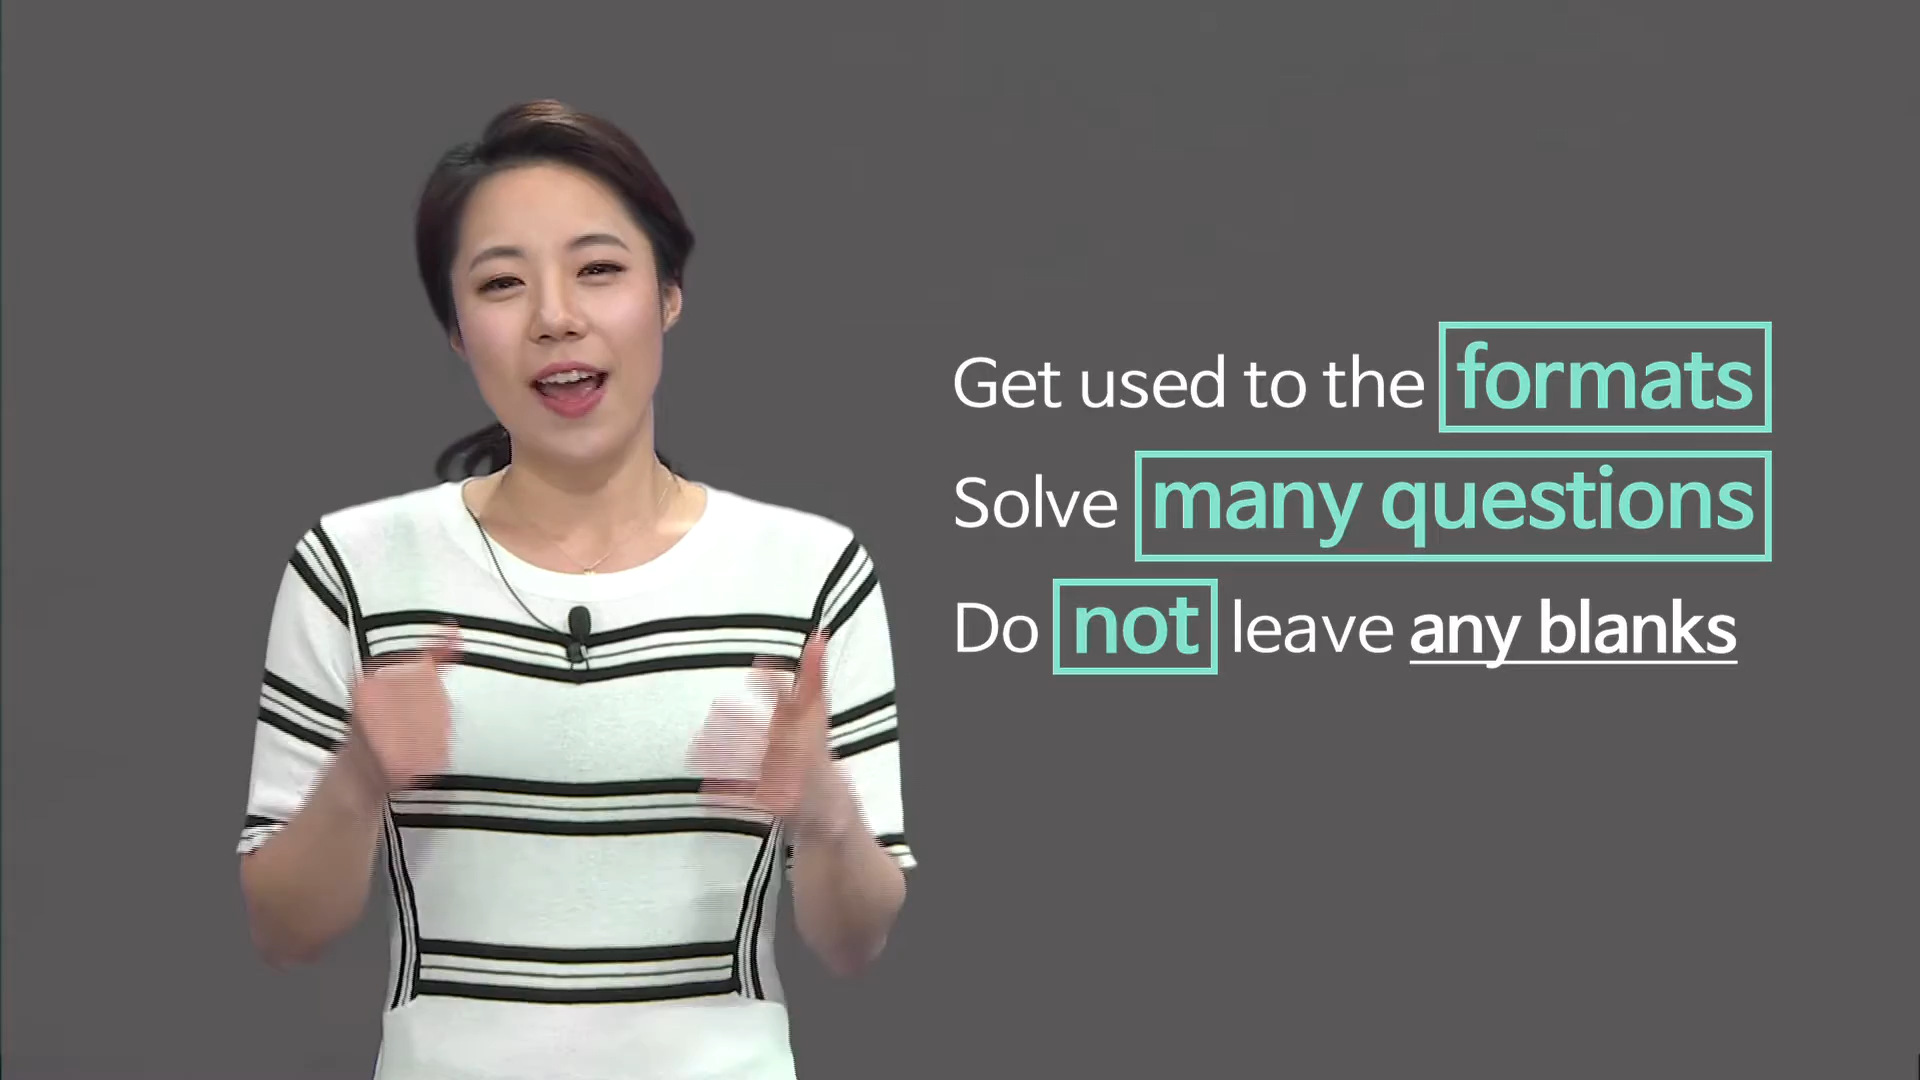 Get used to the formats
Solve many questions
Do not leave any blanks